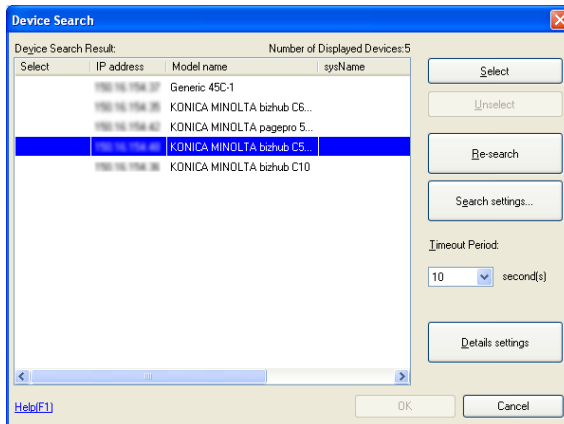 Device Search
Device Search Result: Number of Displayed Devices:5
Select IP address Model name sysName
Generic 45C-1
KONICA MINOLTA bizhub C6...
KONICA MINOLTA pagepro 5...
KONICA MINOLTA bizhub C5...
KONICA MINOLTA bizhub C10
Select
Unselect
Re-search
Search settings...
Timeout Period:
10 second(s)
Details settings
Help(F1)
OK Cancel